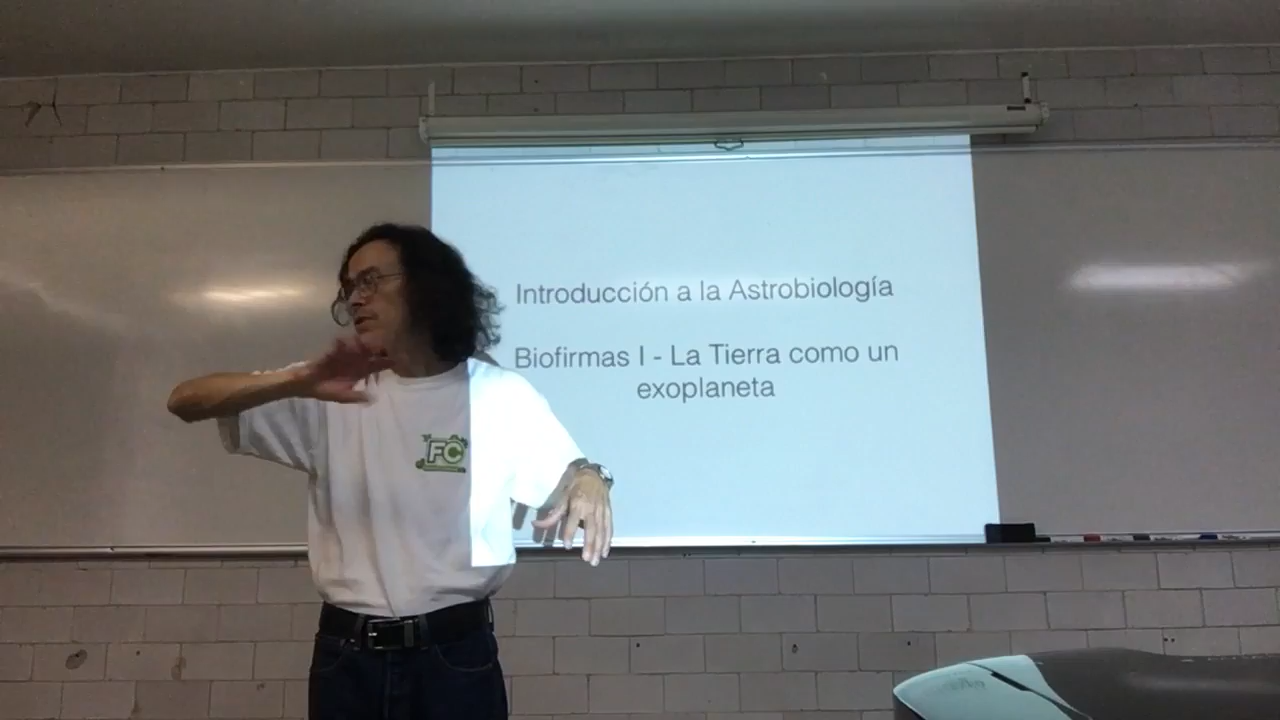 Introducción a la Astrobiología
Biofirmas I - La Tierra como un
exoplaneta
FC